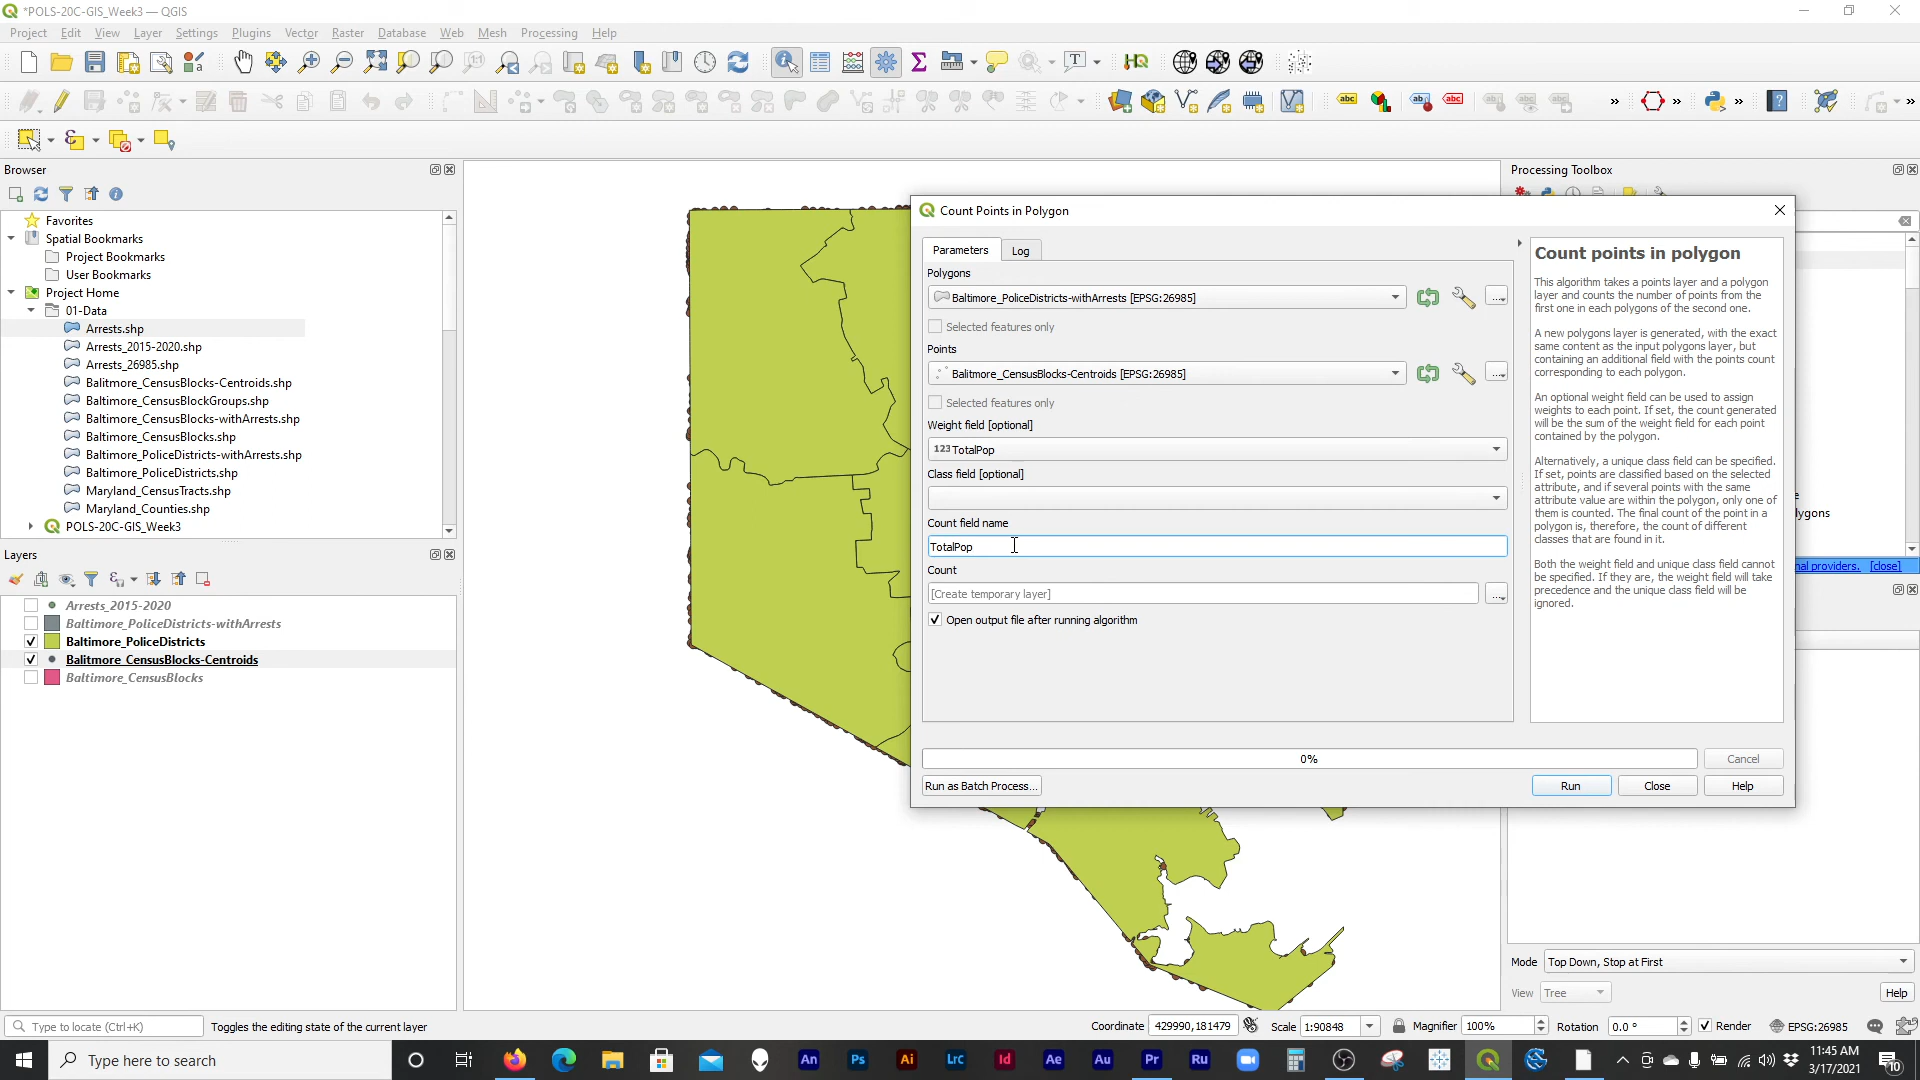 *POLS-20C-GIS_Week3 — QGIS
Project Edit View Layer Settings Plugins Vector Raster Database Web Mesh Processing Help
Browser
Favorites
Spatial Bookmarks
Project Bookmarks
User Bookmarks
Project Home
01-Data
Arrests.shp
Arrests_2015-2020.shp
Arrests_26985.shp
Balitmore_CensusBlocks-Centroids.shp
Baltimore_CensusBlockGroups.shp
Baltimore_CensusBlocks-withArrests.shp
Baltimore_CensusBlocks.shp
Baltimore_PoliceDistricts-withArrests.shp
Baltimore_PoliceDistricts.shp
Maryland_CensusTracts.shp
Maryland_Counties.shp
POLS-20C-GIS_Week3
Layers
Arrests_2015-2020
Baltimore_PoliceDistricts-withArrests
Baltimore_PoliceDistricts
Balitmore_CensusBlocks-Centroids
Baltimore_CensusBlocks
Processing Toolbox
Count Points in Polygon
Parameters Log
Polygons
Baltimore_PoliceDistricts-withArrests [EPSG:26985]
Selected features only
Points
Balitmore_CensusBlocks-Centroids [EPSG:26985]
Selected features only
Weight field [optional]
123 TotalPop
Class field [optional]
Count field name
TotalPop
Count
[Create temporary layer]
Open output file after running algorithm
0%
Cancel
Run as Batch Process...
Run Close Help
Count points in polygon
This algorithm takes a points layer and a polygon
layer and counts the number of points from the
first one in each polygons of the second one.
A new polygons layer is generated, with the exact
same content as the input polygons layer, but
containing an additional field with the points count
corresponding to each polygon.
An optional weight field can be used to assign
weights to each point. If set, the count generated
will be the sum of the weight field for each point
contained by the polygon.
Alternatively, a unique class field can be specified.
If set, points are classified based on the selected
attribute, and if several points with the same
attribute value are within the polygon, only one of
them is counted. The final count of the point in a
polygon is, therefore, the count of different
classes that are found in it.
Both the weight field and unique class field cannot
be specified. If they are, the weight field will take
precedence and the unique class field will be
ignored.
lygons
nal providers. [close]
Mode Top Down, Stop at First
View Tree Help
Type to locate (Ctrl+K) Toggles the editing state of the current layer Coordinate 429990,181479 Scale 1:90848 Magnifier 100% Rotation 0.0 ° Render EPSG:26985
Type here to search
An Ps Ai Lrc Id Ae Au Pr Ru
11:45 AM
3/17/2021